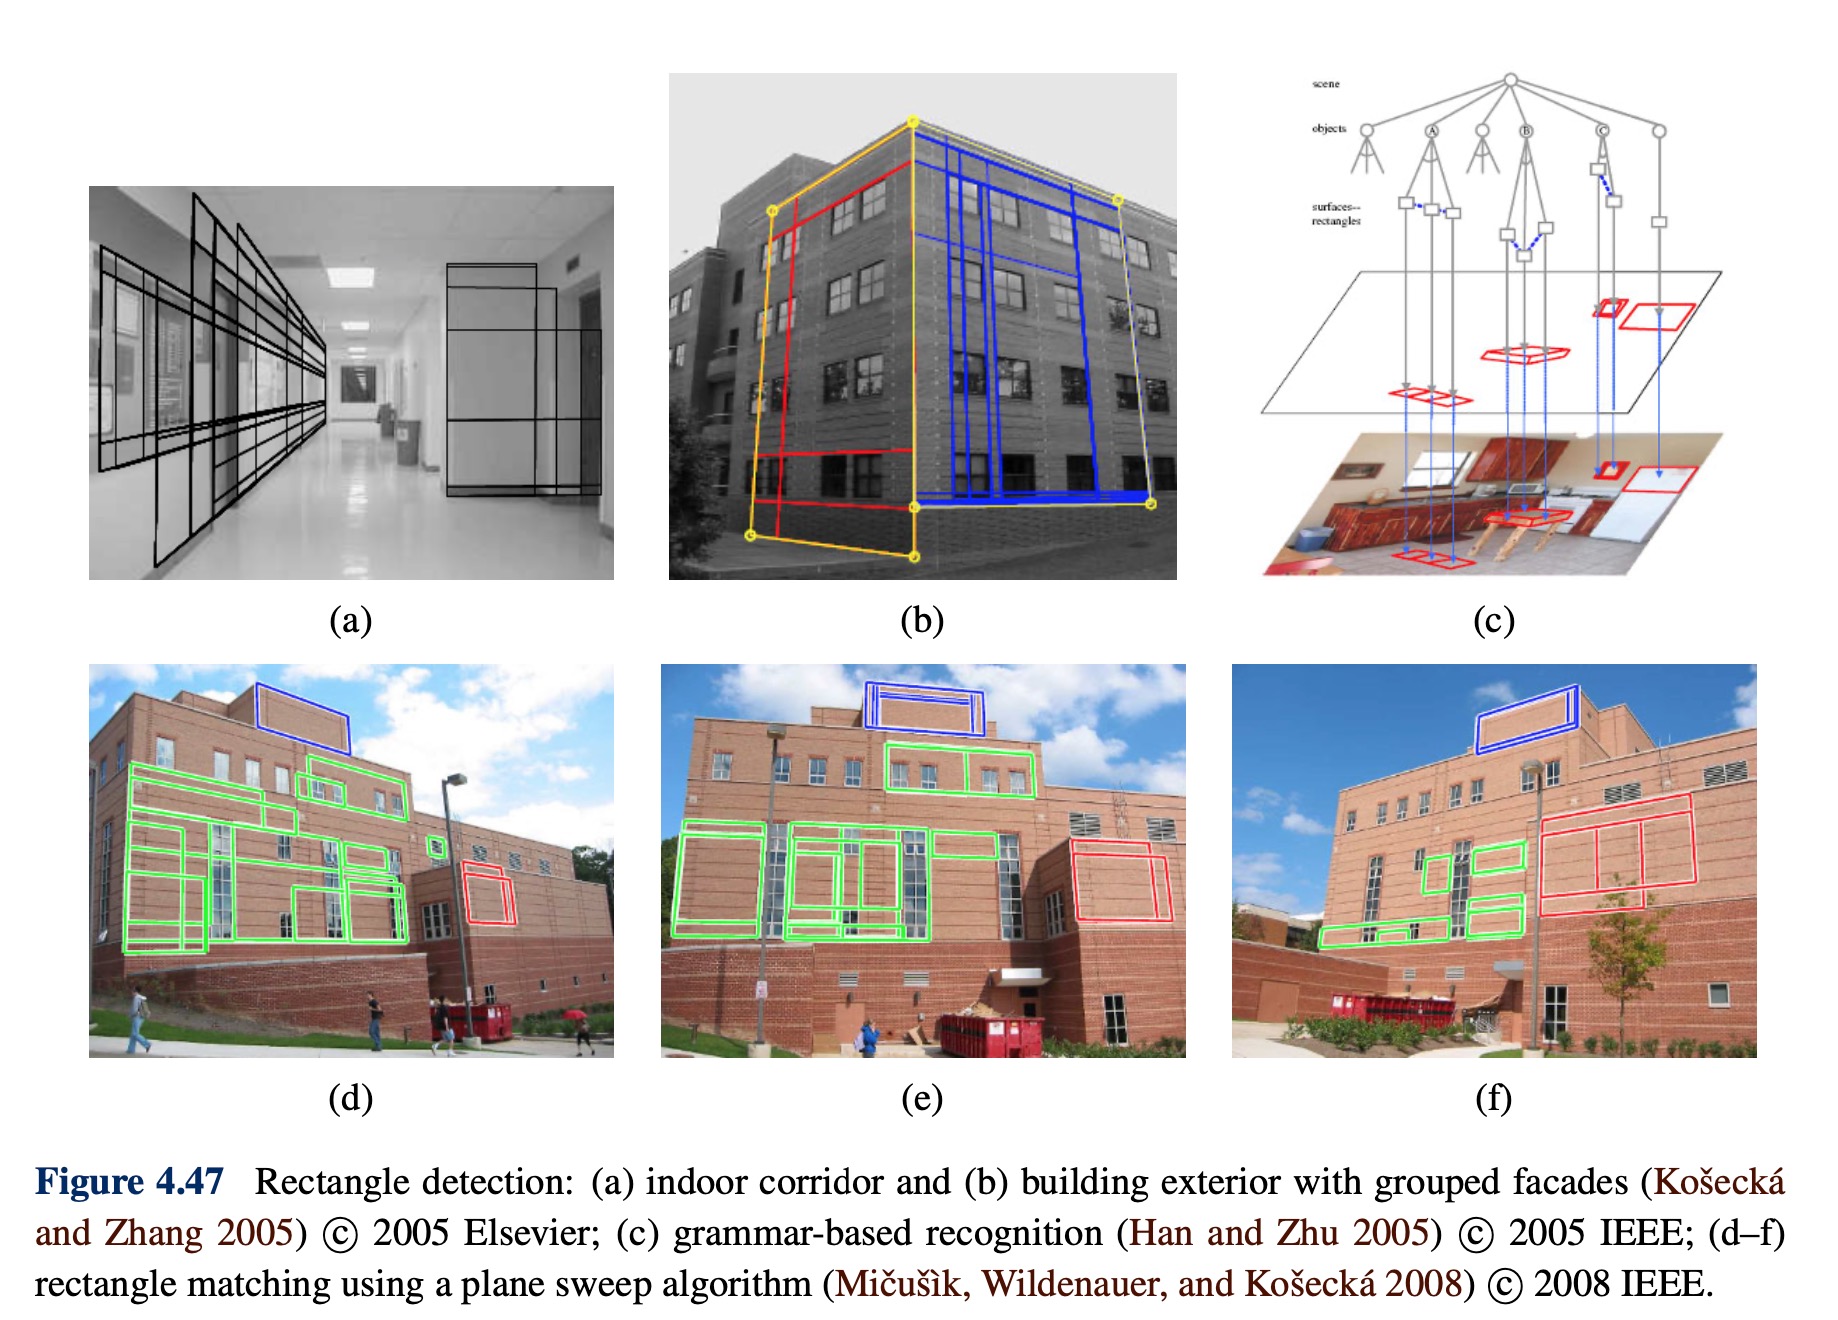 scene
objects
A
B
C
surfaces--
rectangles
(a)
(b)
(c)
(d)
(e)
(f)
Figure 4.47 Rectangle detection: (a) indoor corridor and (b) building exterior with grouped facades (Košecká
and Zhang 2005) © 2005 Elsevier; (c) grammar-based recognition (Han and Zhu 2005) © 2005 IEEE; (d–f)
rectangle matching using a plane sweep algorithm (Mičušìk, Wildenauer, and Košecká 2008) © 2008 IEEE.